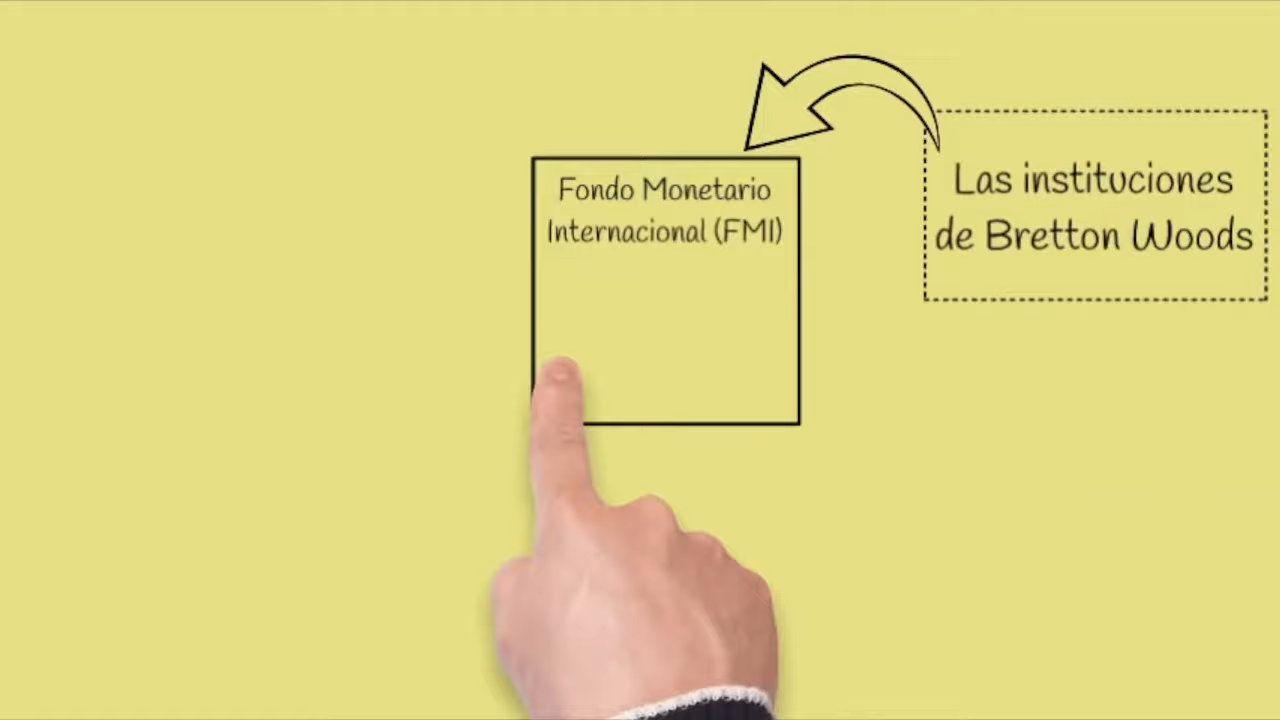 Fondo Monetario
Internacional (FMI)
Las instituciones
de Bretton Woods